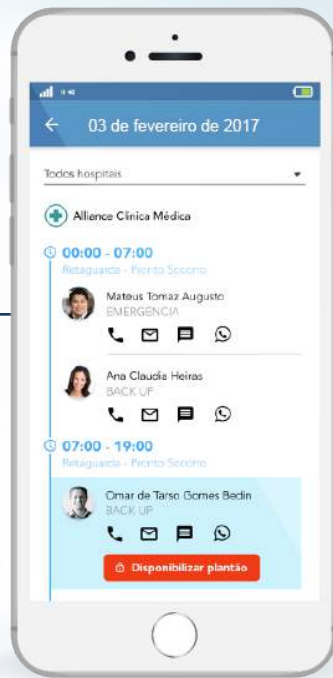 03 de fevereiro de 2017
Todos hospitais
Alliance Clinica Médica
00:00 - 07:00
Retaguarda - Pronto Socorro
Mateus Tomaz Augusto
EMERGENCIA
Ana Claudia Heiras
BACK UP
07:00 - 19:00
Retaguarda - Pronto Socorro
Omar de Tarso Gomes Bedin
BACK UP
Disponibilizar plantão